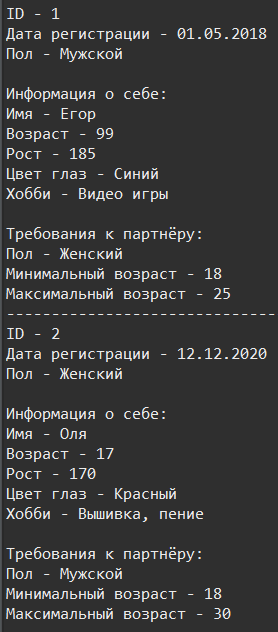 ID - 1
Дата регистрации - 01.05.2018
Пол - Мужской
Информация о себе:
Имя - Егор
Возраст - 99
Рост - 185
Цвет глаз - Синий
Хобби - Видео игры
Требования к партнёру:
Пол - Женский
Минимальный возраст - 18
Максимальный возраст - 25
------------------------------
ID - 2
Дата регистрации - 12.12.2020
Пол - Женский
Информация о себе:
Имя - Оля
Возраст - 17
Рост - 170
Цвет глаз - Красный
Хобби - Вышивка, пение
Требования к партнёру:
Пол - Мужской
Минимальный возраст - 18
Максимальный возраст - 30